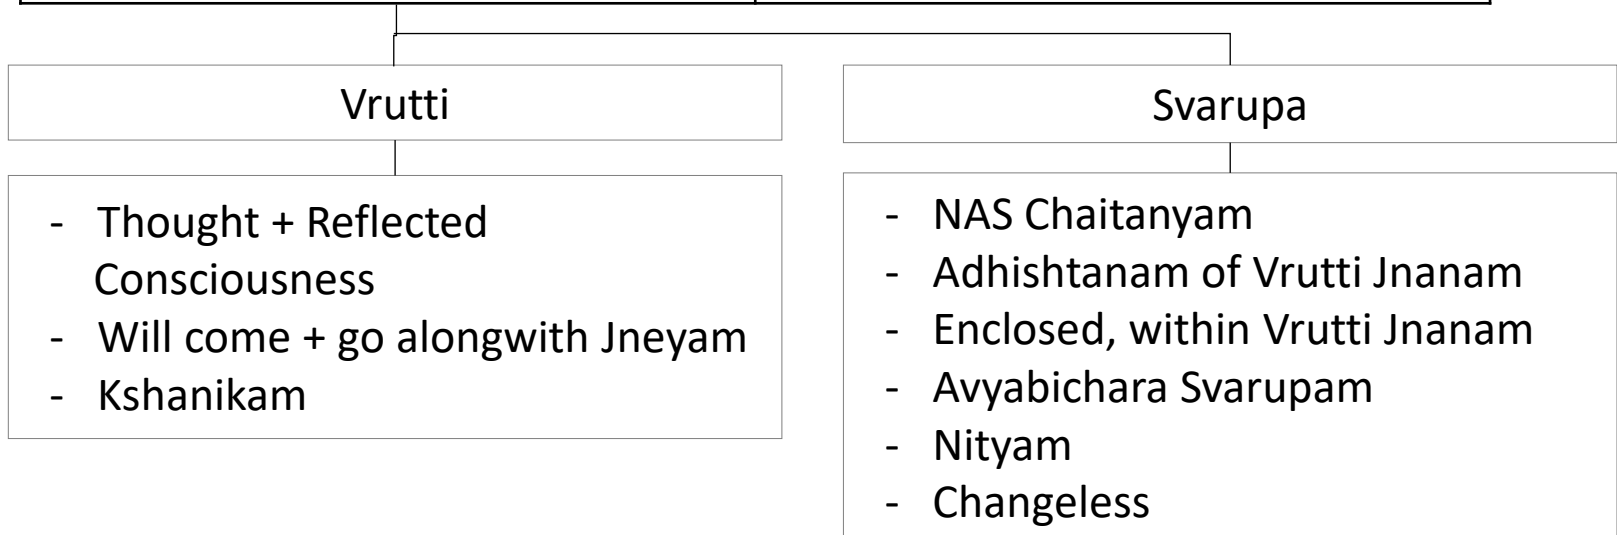 Vrutti
- Thought + Reflected
Consciousness
- Will come + go alongwith Jneyam
- Kshanikam
Svarupa
- NAS Chaitanyam
- Adhishtanam of Vrutti Jnanam
- Enclosed, within Vrutti Jnanam
- Avyabichara Svarupam
- Nityam
- Changeless